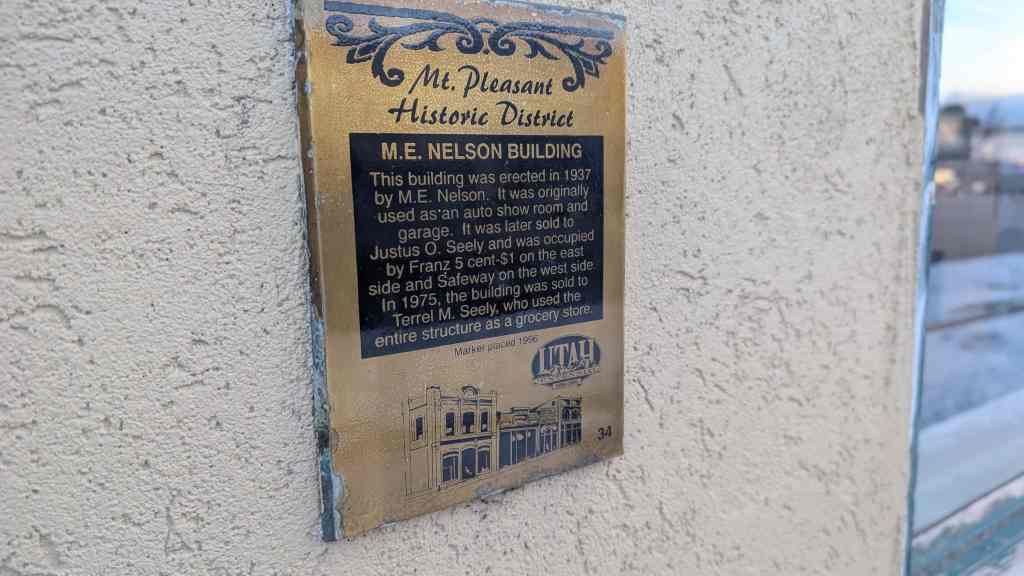 Mt. Pleasant
Historic District
M.E. NELSON BUILDING
This building was erected in 1937
by M.E. Nelson. It was originally
used as an auto show room and
garage. It was later sold to
Justus O. Seely and was occupied
by Franz 5 cent-$1 on the east
side and Safeway on the west side
In 1975, the building was sold to
Terrel M. Seely, who used the
entire structure as a grocery store.
Marker placed 1996
UTAH
34